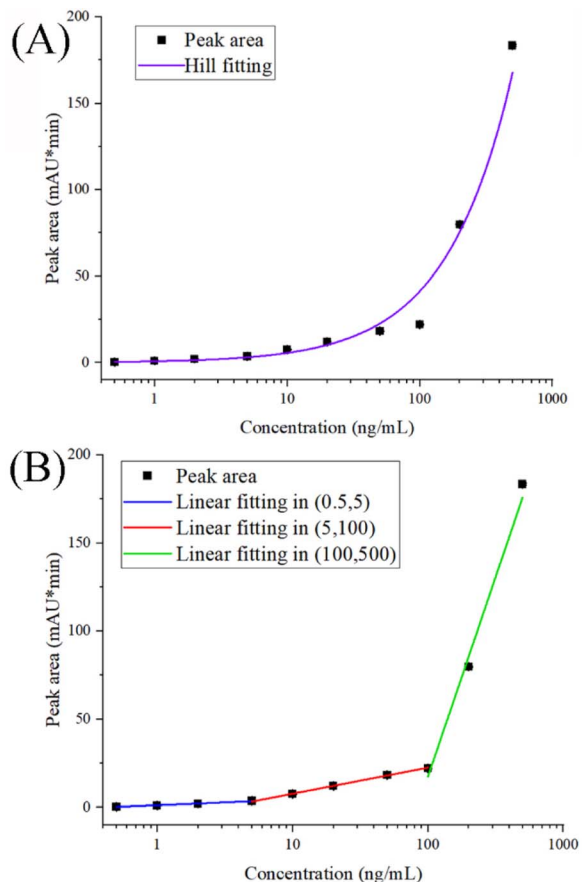 (A)
Peak area
Hill fitting
200
150
100
50
0
Peak area (mAU*min)
1
10
100
1000
Concentration (ng/mL)
(B)
Peak area
Linear fitting in (0.5,5)
Linear fitting in (5,100)
Linear fitting in (100,500)
200
150
100
50
0
Peak area (mAU*min)
1
10
100
1000
Concentration (ng/mL)